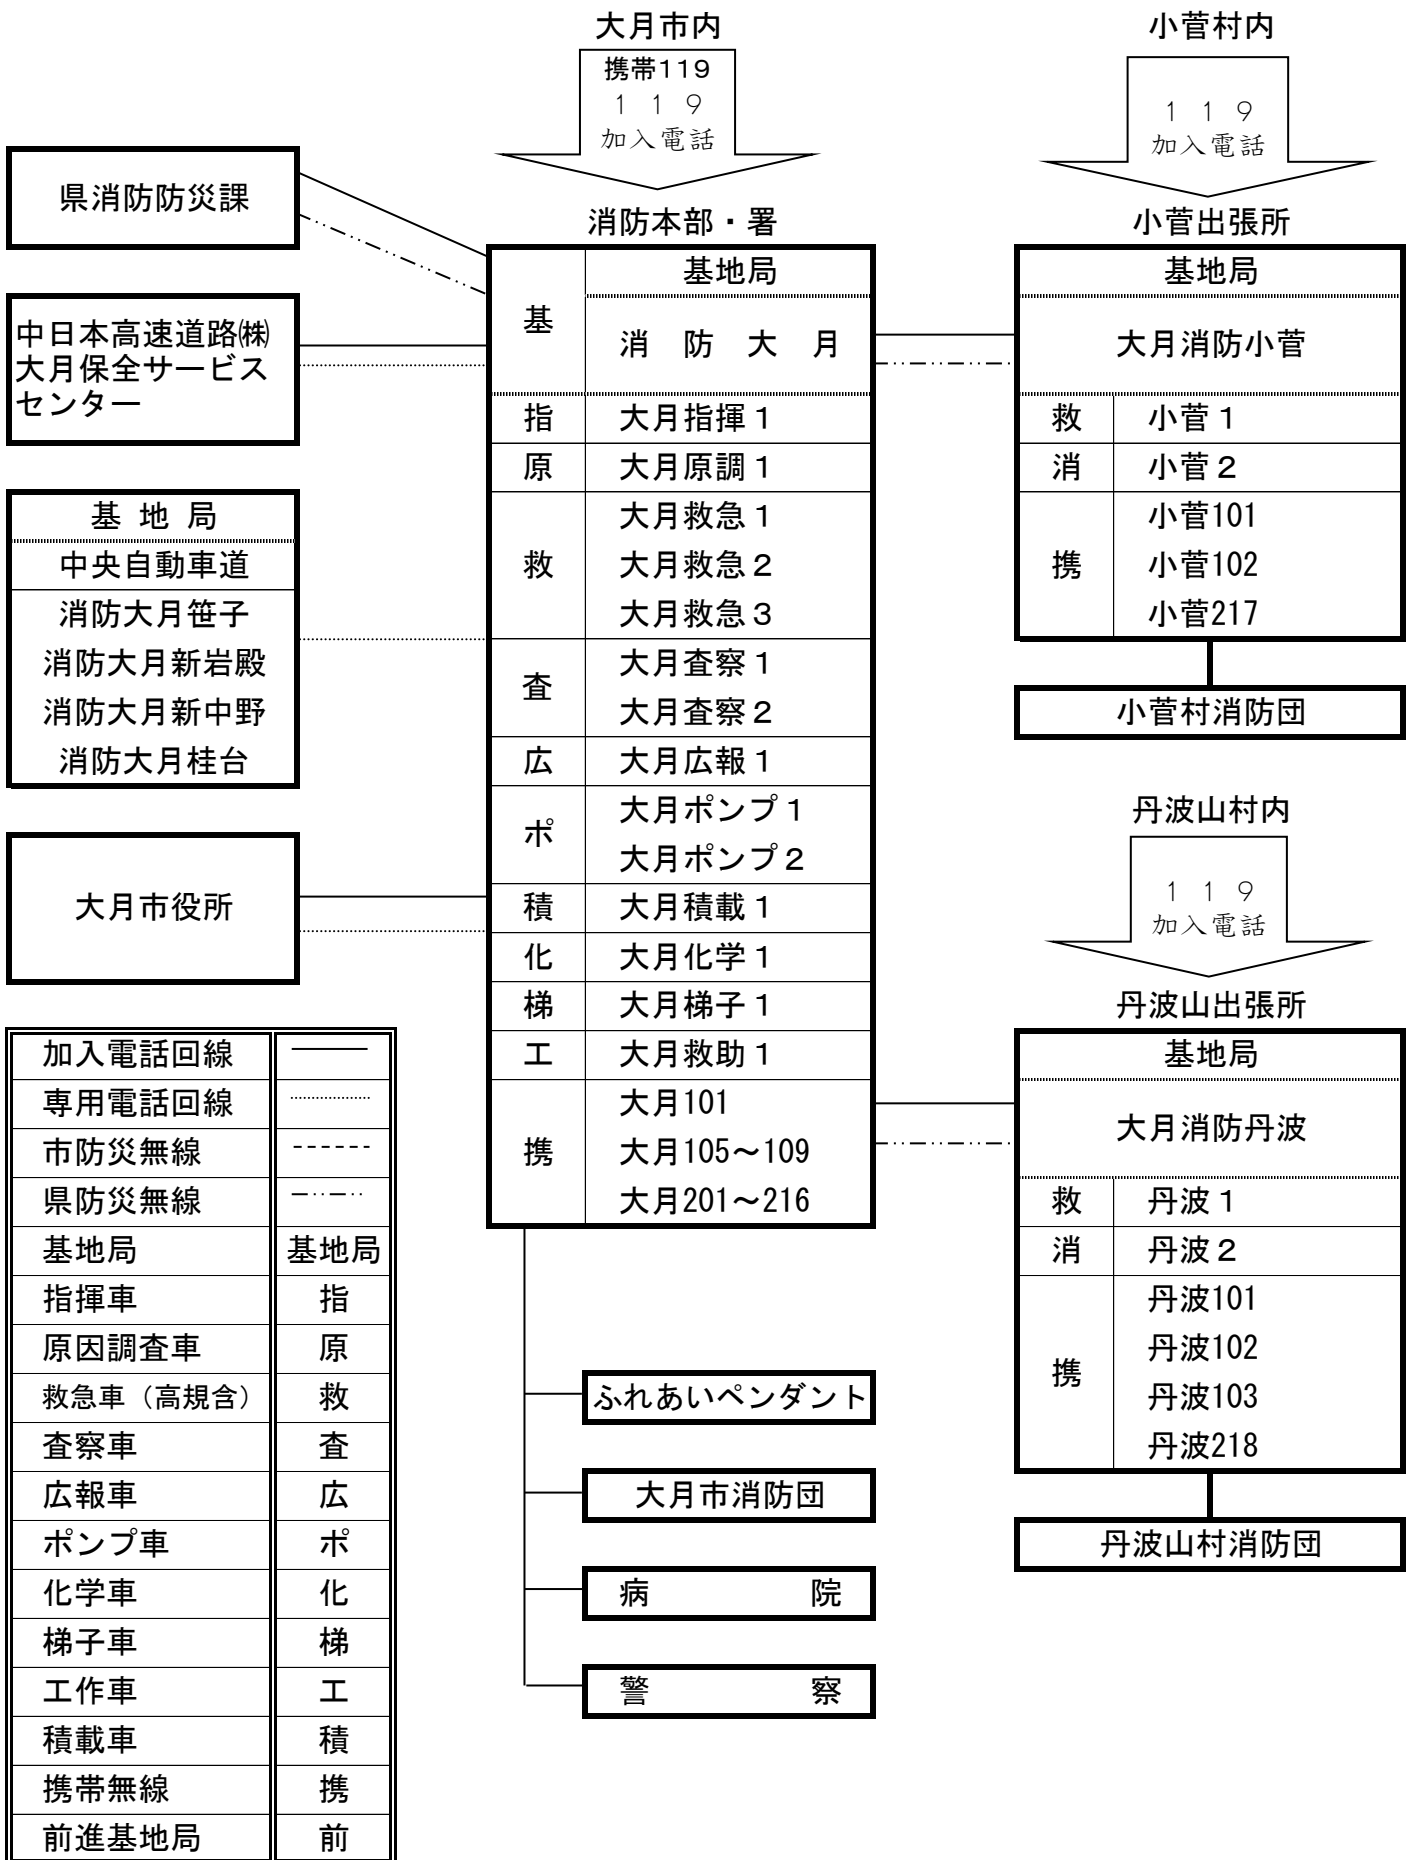 大月市内
携帯119
１１９
加入電話
小菅村内
１１９
加入電話
県消防防災課
中日本高速道路㈱
大月保全サービス
センター
基 地 局
中央自動車道
消防大月笹子
消防大月新岩殿
消防大月新中野
消防大月桂台
大月市役所
消防本部・署
基
基地局
消 防 大 月
指 大月指揮１
原 大月原調１
救
大月救急１
大月救急２
大月救急３
査
大月査察１
大月査察２
広 大月広報１
ポ
大月ポンプ１
大月ポンプ２
積 大月積載１
化 大月化学１
梯 大月梯子１
工 大月救助１
携
大月101
大月105～109
大月201～216
ふれあいペンダント
大月市消防団
病 院
警 察
小菅出張所
基地局
大月消防小菅
救 小菅１
消 小菅２
携
小菅101
小菅102
小菅217
小菅村消防団
丹波山村内
１１９
加入電話
丹波山出張所
基地局
大月消防丹波
救 丹波１
消 丹波２
携
丹波101
丹波102
丹波103
丹波218
丹波山村消防団
加入電話回線
専用電話回線
市防災無線
県防災無線
基地局 基地局
指揮車 指
原因調査車 原
救急車（高規含） 救
査察車 査
広報車 広
ポンプ車 ポ
化学車 化
梯子車 梯
工作車 工
積載車 積
携帯無線 携
前進基地局 前